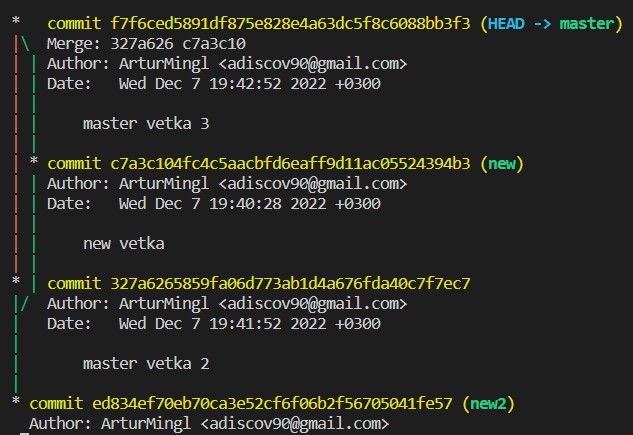 *   commit f7f6ced5891df875e828e4a63dc5f8c6088bb3f3 (HEAD -> master)
|\  Merge: 327a626 c7a3c10
| | Author: ArturMingl <adiscov90@gmail.com>
| | Date:   Wed Dec 7 19:42:52 2022 +0300
| |
| |     master vetka 3
| |
| * commit c7a3c104fc4c5aacbfd6eaff9d11ac05524394b3 (new)
| | Author: ArturMingl <adiscov90@gmail.com>
| | Date:   Wed Dec 7 19:40:28 2022 +0300
| |
| |     new vetka
| |
* | commit 327a6265859fa06d773ab1d4a676fda40c7f7ec7
|/  Author: ArturMingl <adiscov90@gmail.com>
|   Date:   Wed Dec 7 19:41:52 2022 +0300
|
|       master vetka 2
|
* commit ed834ef70eb70ca3e52cf6f06b2f56705041fe57 (new2)
  Author: ArturMingl <adiscov90@gmail.com>